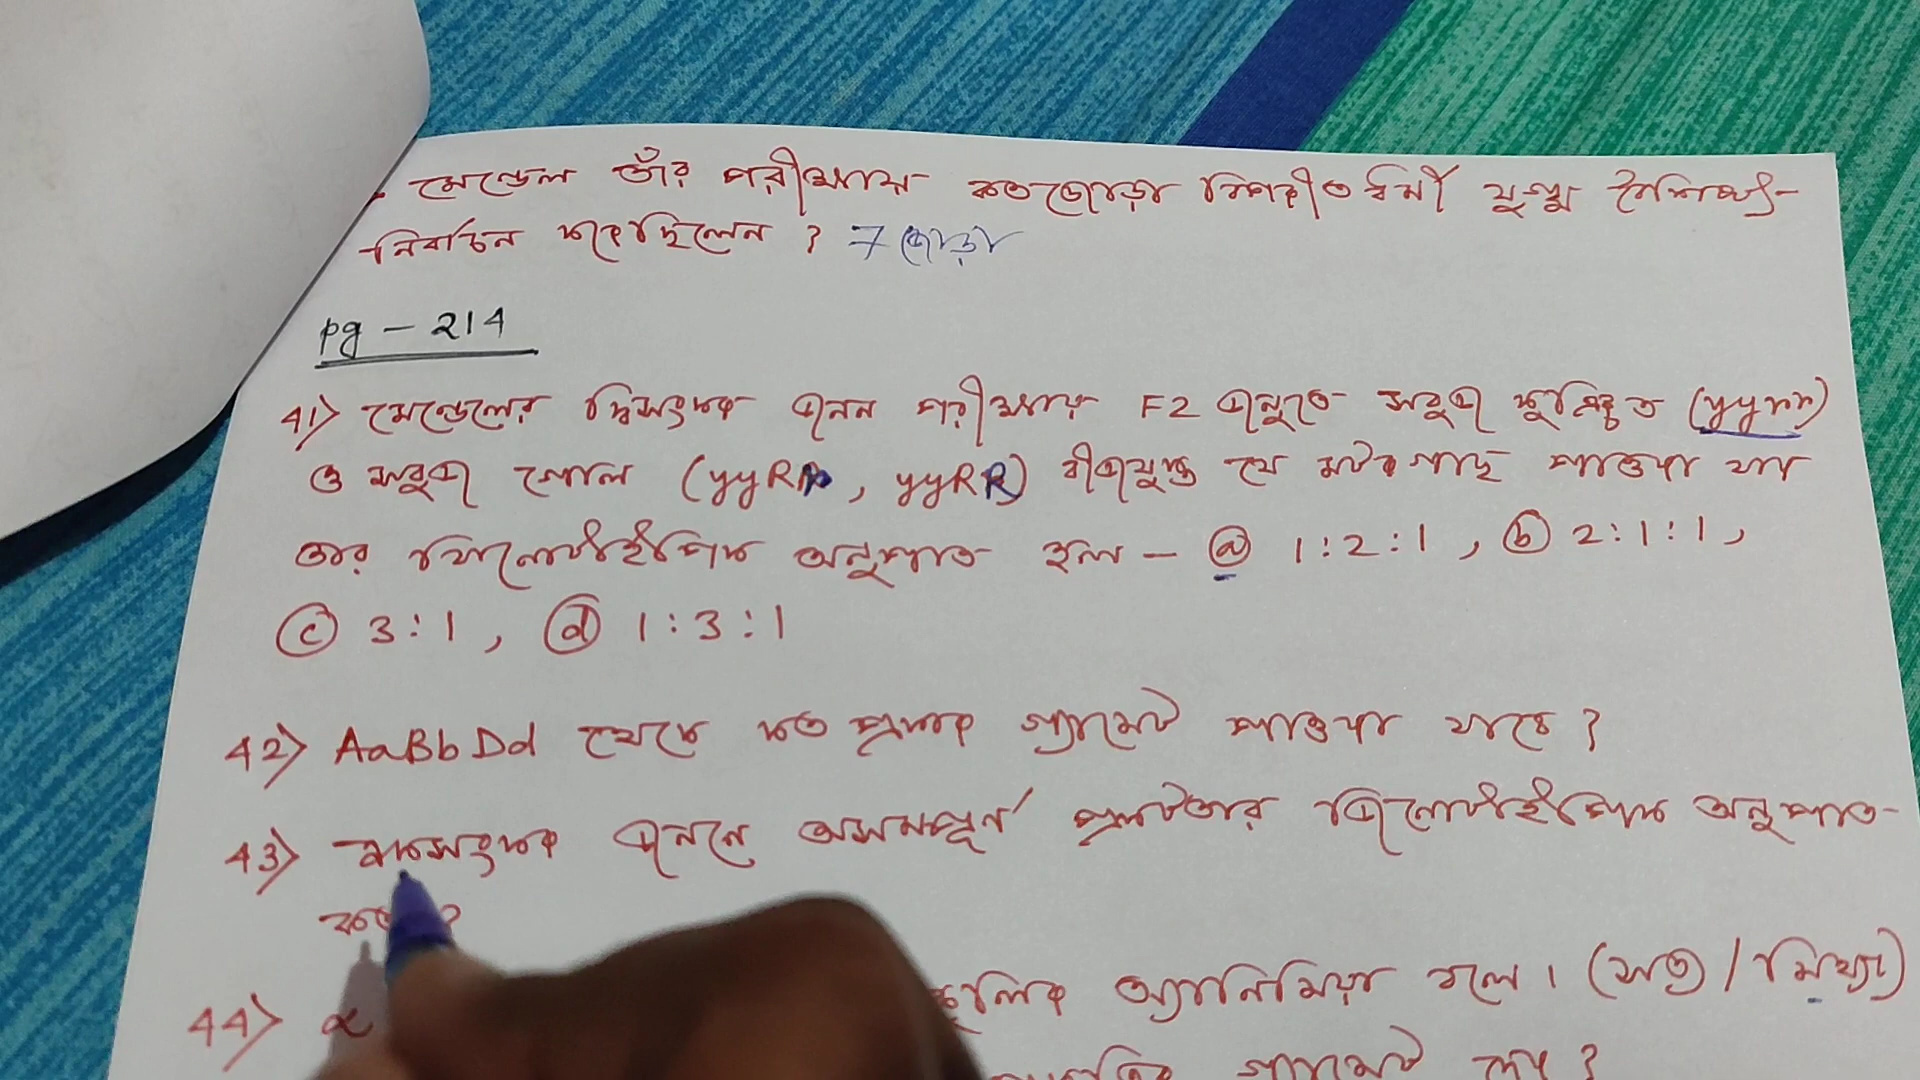 মেন্ডেল তাঁর পরীক্ষায় কতজোড়া বিপরীতধর্মী যুগ্ম বৈশিষ্ট্য-
নির্বাচন করেছিলেন ? 7 জোড়া
pg - 214
41) মেন্ডেলের দ্বিসংকর জনন পরীক্ষায় F2 জনুতে সবুজ কুঞ্চিত (yyrr)
ও সবুজ গোল (yyRr, yyRR) বীজযুক্ত যে মটরগাছ পাওয়া যায়
তার জিনোটাইপিক অনুপাত হল - (a) 1:2:1, (b) 2:1:1,
(c) 3:1, (d) 1:3:1
42) AaBbDd থেকে কত প্রকার গ্যামেট পাওয়া যাবে ?
43) একসংকর জননে অসম্পূর্ণ প্রকটতার জিনোটাইপিক অনুপাত-
কত ?
44) α অ্যানিমিয়া বলে। (সত্য / মিথ্যা)
গ্যামেট ?